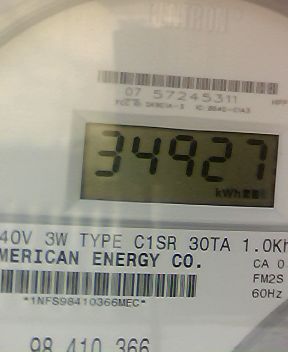 07 57245311
34927
kWh
40V 3W TYPE C1SR 30TA 1.0Kh
MERICAN ENERGY CO.
CA 0
FM2S
60Hz
*1NFS98410366MEC*
98 410 366